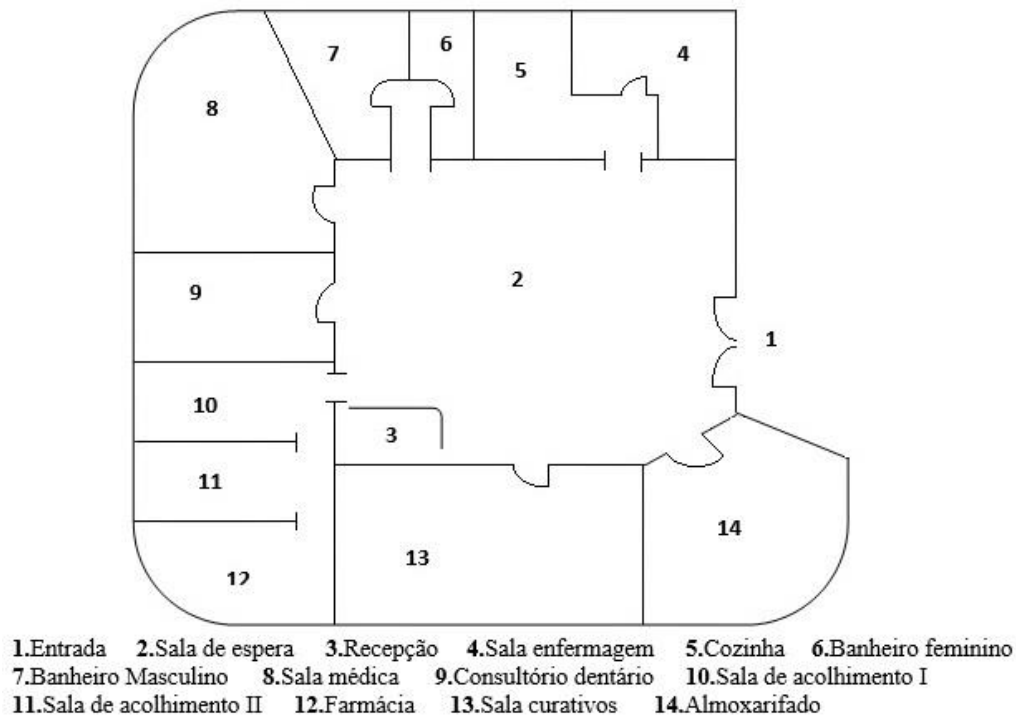 7 6 5 4
8
9 2
1
10
3
11
14
13
12
1.Entrada 2.Sala de espera 3.Recepção 4.Sala enfermagem 5.Cozinha 6.Banheiro feminino
7.Banheiro Masculino 8.Sala médica 9.Consultório dentário 10.Sala de acolhimento I
11.Sala de acolhimento II 12.Farmácia 13.Sala curativos 14.Almoxarifado